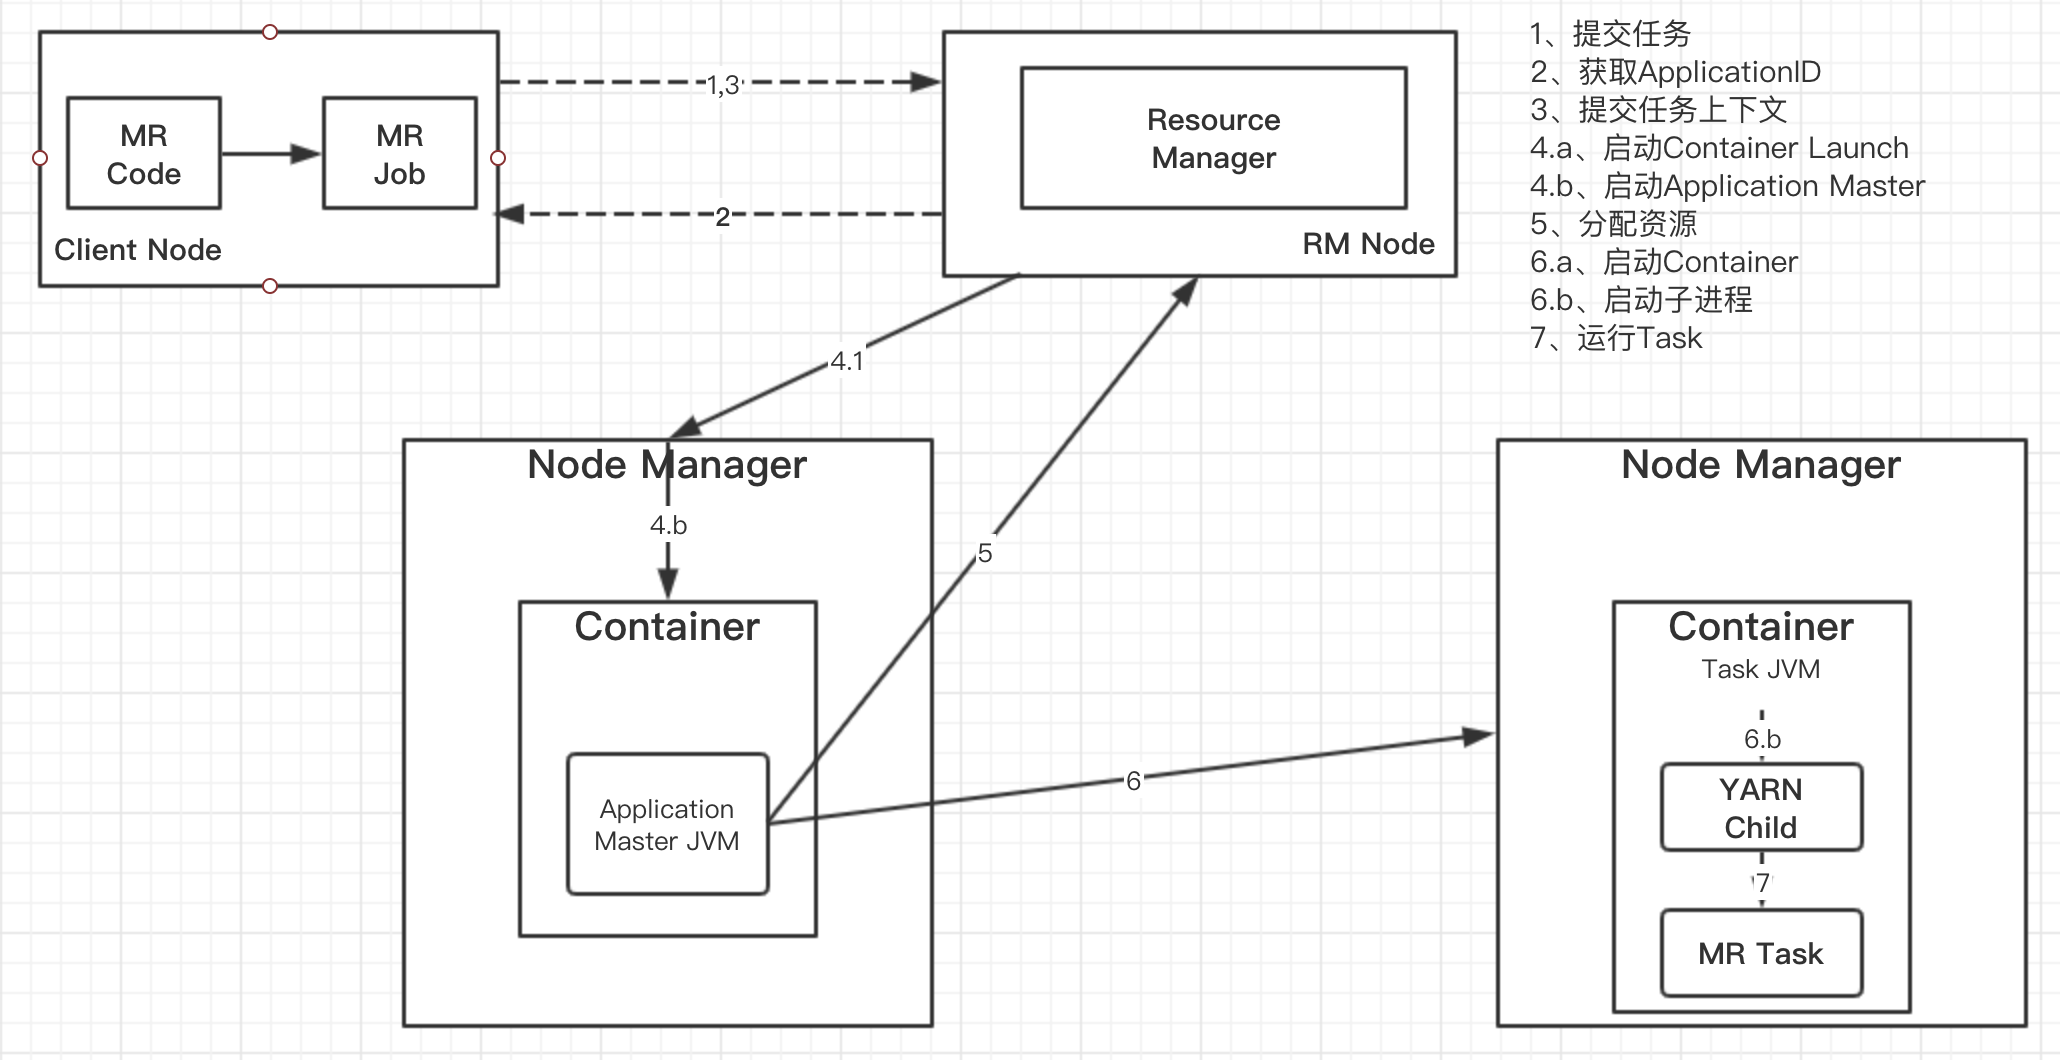 MR
Code
MR
Job
Client Node
1,3
2
Resource
Manager
RM Node
1、提交任务
2、获取ApplicationID
3、提交任务上下文
4.a、启动Container Launch
4.b、启动Application Master
5、分配资源
6.a、启动Container
6.b、启动子进程
7、运行Task
4.1
Node Manager
4.b
Container
Application
Master JVM
5
6
Node Manager
Container
Task JVM
6.b
YARN
Child
7
MR Task